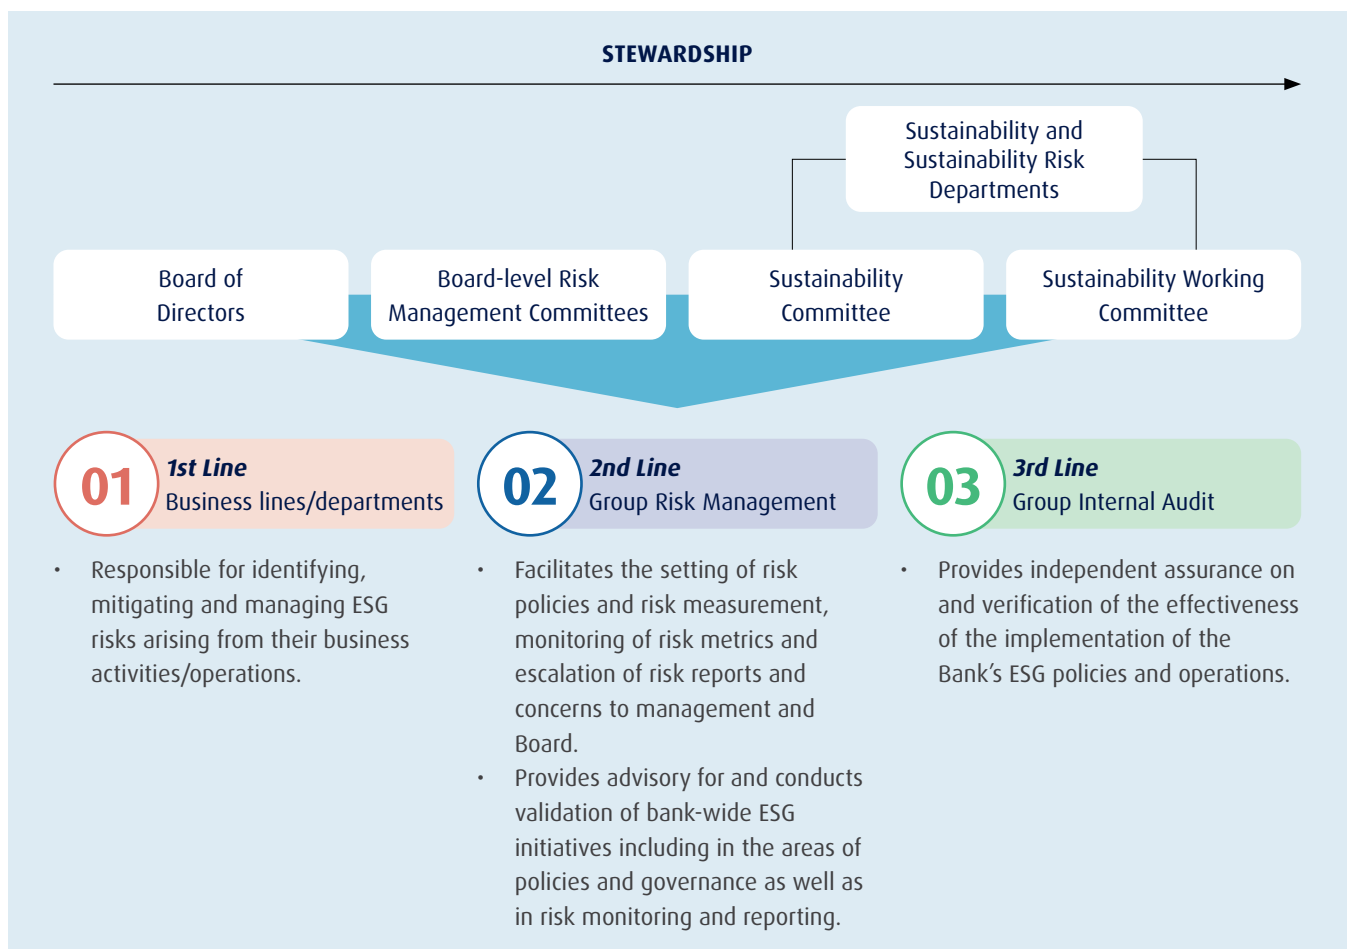 STEWARDSHIP
Sustainability and
Sustainability Risk
Departments
Board of
Directors
Board-level Risk
Management Committees
Sustainability
Committee
Sustainability Working
Committee
01
1st Line
Business lines/departments
• Responsible for identifying,
mitigating and managing ESG
risks arising from their business
activities/operations.
02
2nd Line
Group Risk Management
• Facilitates the setting of risk
policies and risk measurement,
monitoring of risk metrics and
escalation of risk reports and
concerns to management and
Board.
• Provides advisory for and conducts
validation of bank-wide ESG
initiatives including in the areas of
policies and governance as well as
in risk monitoring and reporting.
03
3rd Line
Group Internal Audit
• Provides independent assurance on
and verification of the effectiveness
of the implementation of the
Bank’s ESG policies and operations.